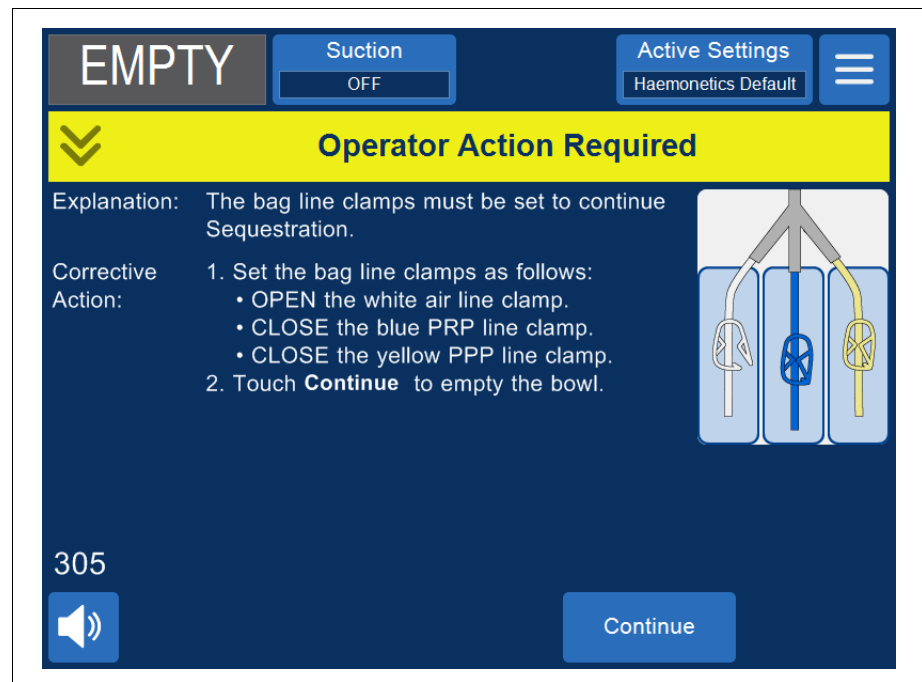 EMPTY
Suction
OFF
Active Settings
Haemonetics Default
Operator Action Required
Explanation:
The bag line clamps must be set to continue
Sequestration.
Corrective
Action:
1. Set the bag line clamps as follows:
• OPEN the white air line clamp.
• CLOSE the blue PRP line clamp.
• CLOSE the yellow PPP line clamp.
2. Touch Continue to empty the bowl.
305
Continue